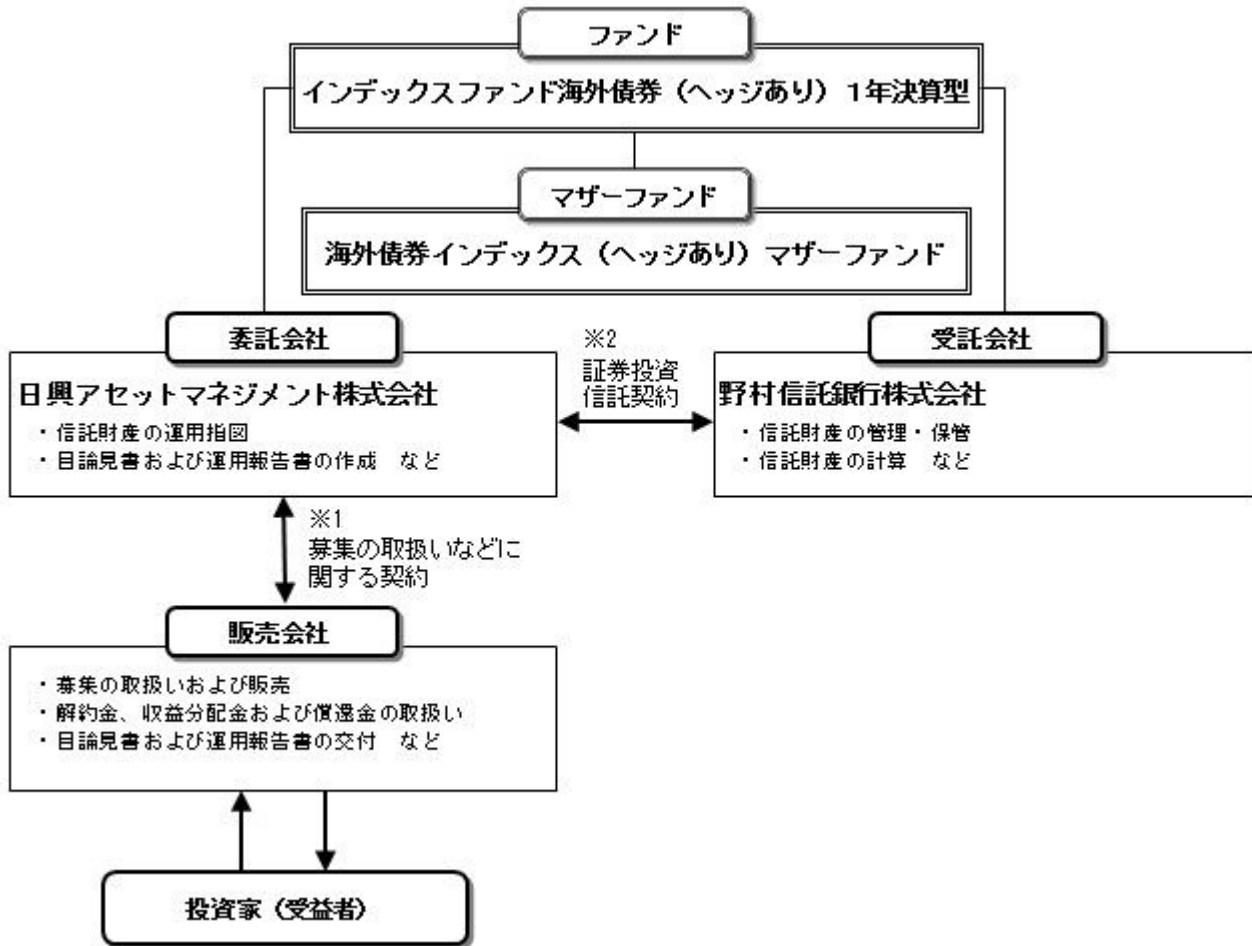 ファンド
インデックスファンド海外債券（ヘッジあり）１年決算型
マザーファンド
海外債券インデックス（ヘッジあり）マザーファンド
委託会社
日興アセットマネジメント株式会社
・信託財産の運用指図
・目論見書および運用報告書の作成　など
※2
証券投資
信託契約
受託会社
野村信託銀行株式会社
・信託財産の管理・保管
・信託財産の計算　など
※1
募集の取扱いなどに
関する契約
販売会社
・募集の取扱いおよび販売
・解約金、収益分配金および償還金の取扱い
・目論見書および運用報告書の交付　など
投資家（受益者）